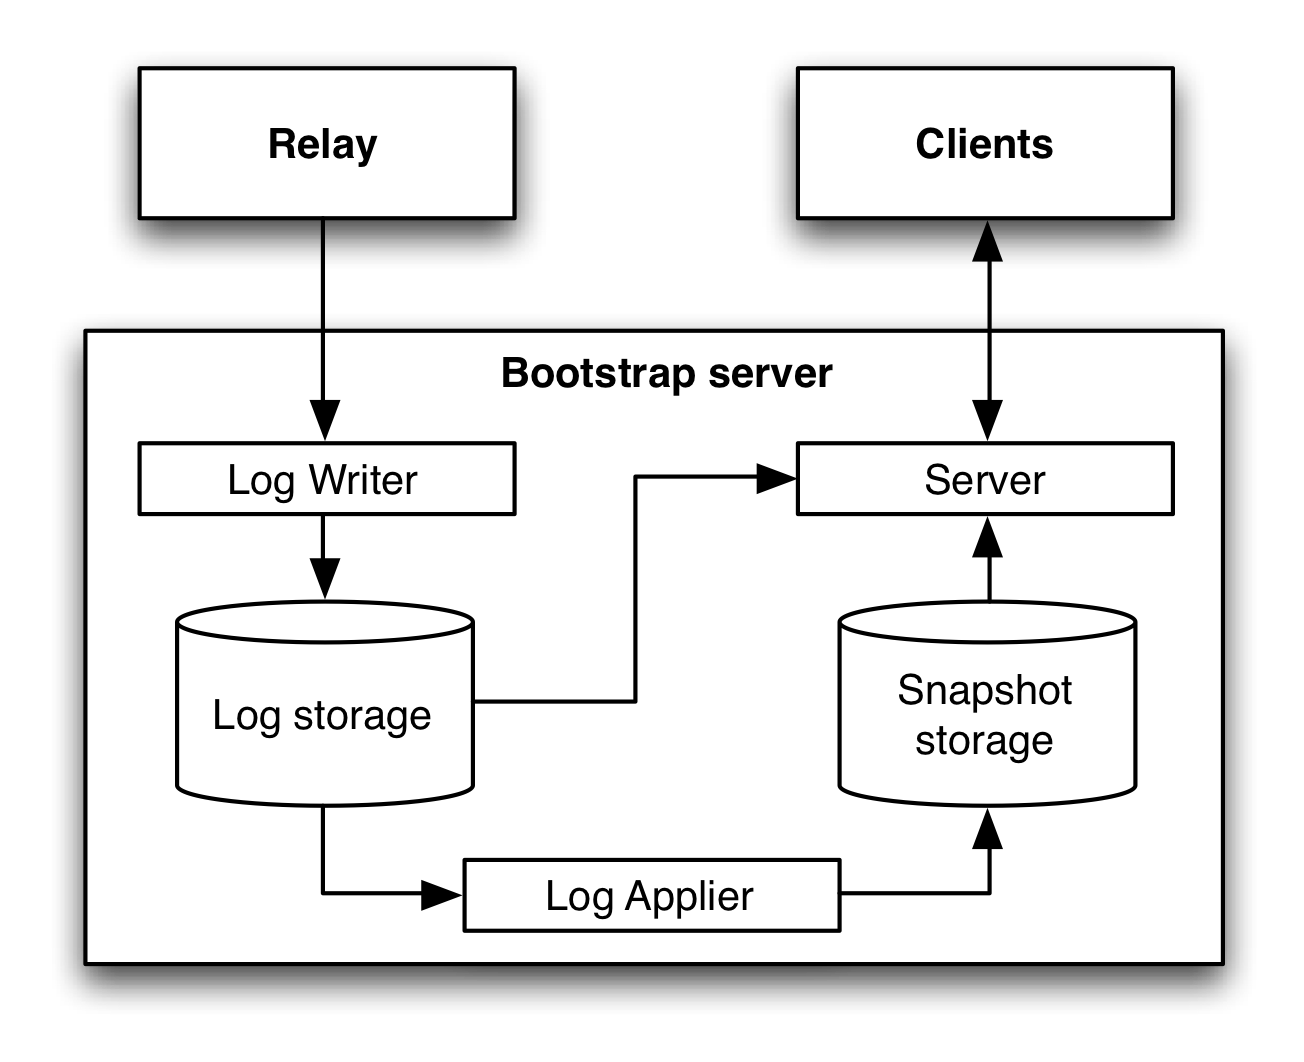 Relay
Clients
Bootstrap server
Log Writer
Server
Log storage
Snapshot
storage
Log Applier